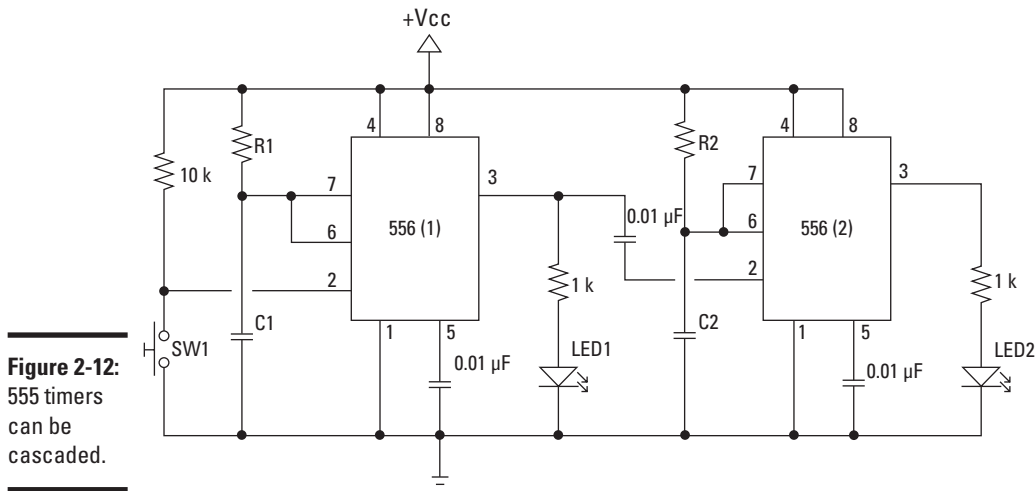 +Vcc
4
8
R1
10 k
7
6
2
3
556 (1)
1
5
C1
SW1
0.01 µF
0.01 µF
1 k
LED1
R2
4
8
7
6
2
3
556 (2)
1
5
C2
0.01 µF
1 k
LED2
Figure 2-12:
555 timers
can be
cascaded.